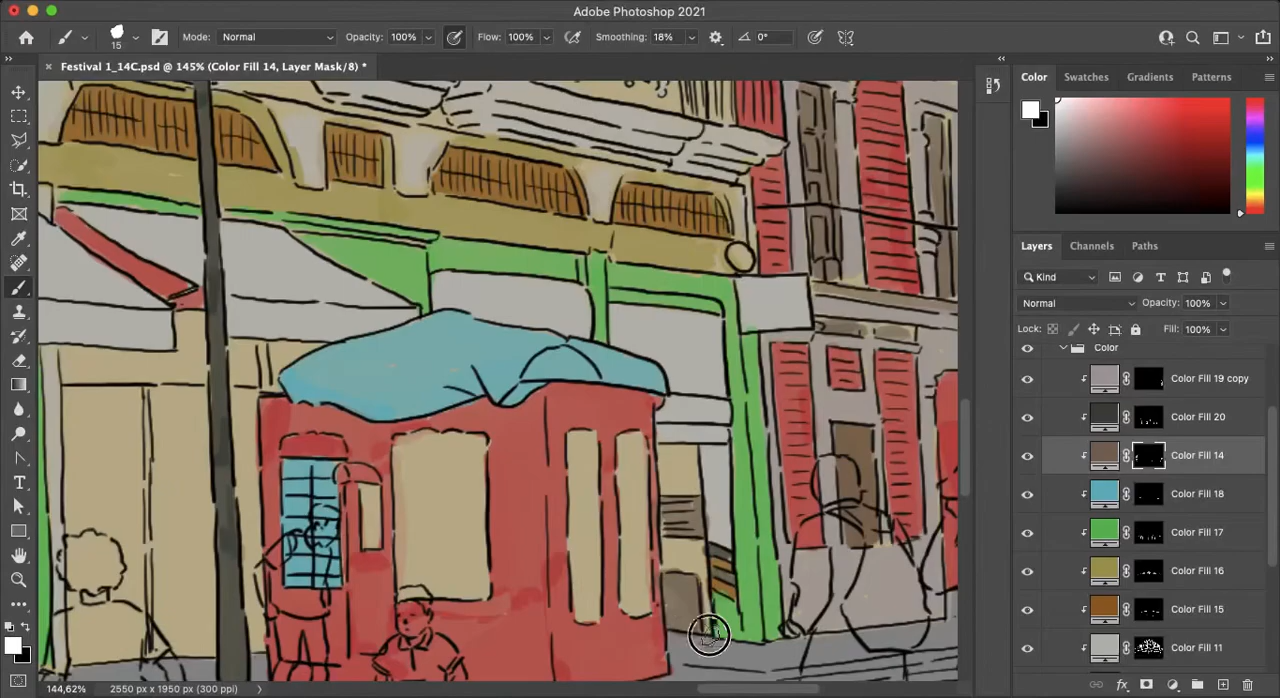 Adobe Photoshop 2021
15 Mode: Normal Opacity: 100% Flow: 100% Smoothing: 18% 0°
Festival 1_14C.psd @ 145% (Color Fill 14, Layer Mask/8) *
Color Swatches Gradients Patterns
Layers Channels Paths
Kind
Normal Opacity: 100%
Lock: Fill: 100%
Color
Color Fill 19 copy
Color Fill 20
Color Fill 14
Color Fill 18
Color Fill 17
Color Fill 16
Color Fill 15
Color Fill 11
144,62% 2550 px x 1950 px (300 ppi)